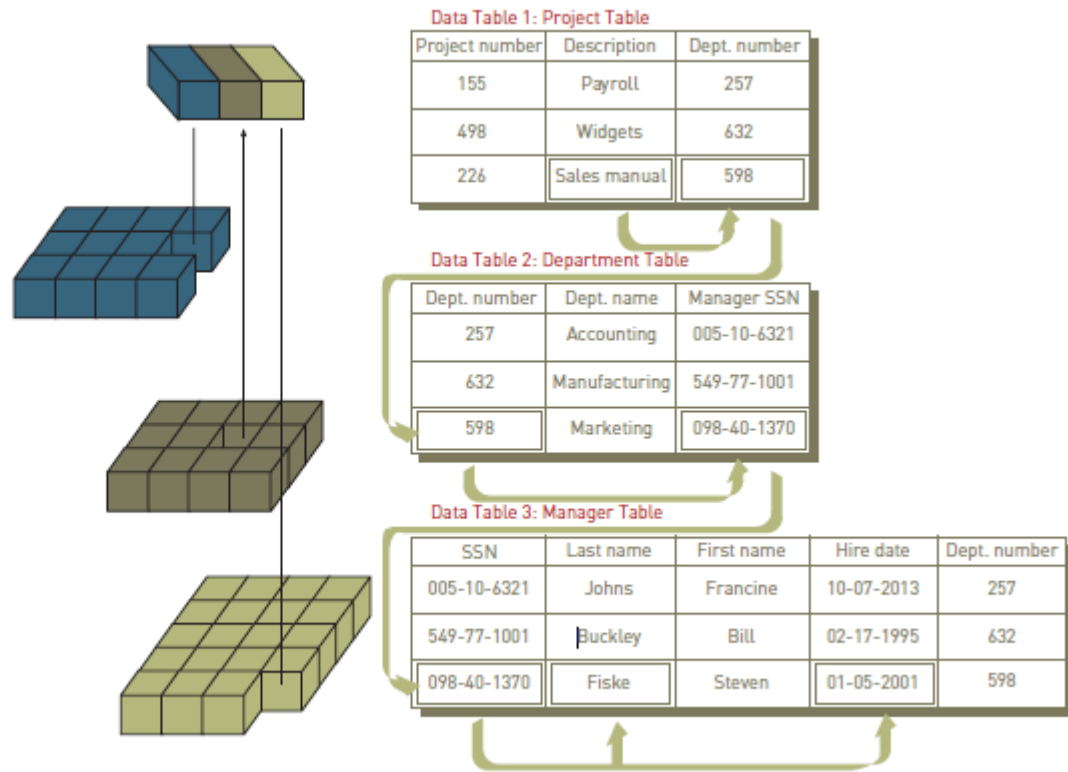 Data Table 1: Project Table
Project number Description Dept. number
155 Payroll 257
498 Widgets 632
226 Sales manual 598
Data Table 2: Department Table
Dept. number Dept. name Manager SSN
257 Accounting 005-10-6321
632 Manufacturing 549-77-1001
598 Marketing 098-40-1370
Data Table 3: Manager Table
SSN Last name First name Hire date Dept. number
005-10-6321 Johns Francine 10-07-2013 257
549-77-1001 Buckley Bill 02-17-1995 632
098-40-1370 Fiske Steven 01-05-2001 598